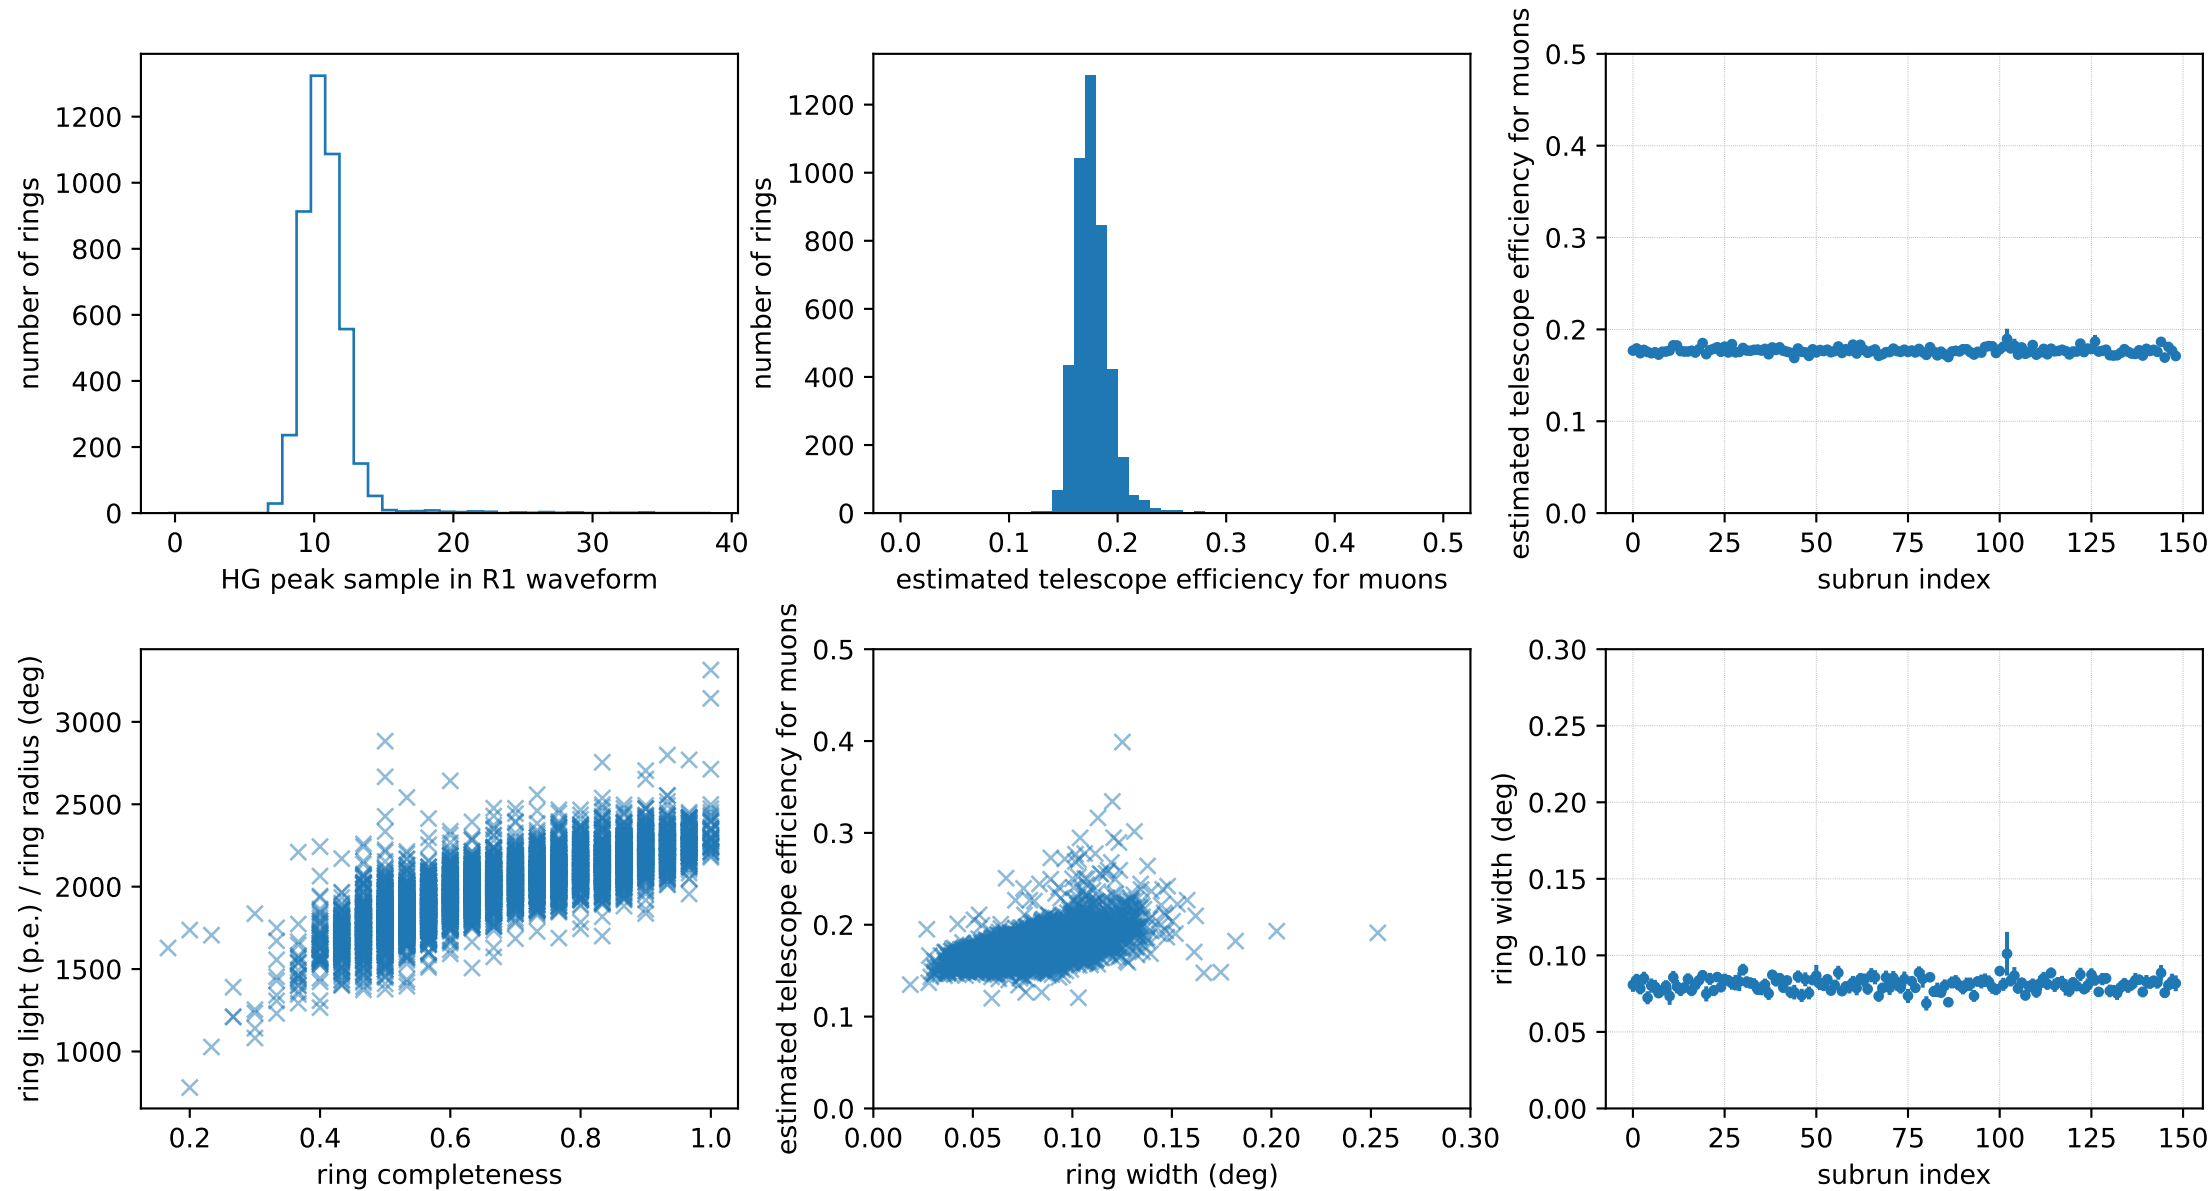 number of rings
1200
1000
800
600
400
200
0
0 10 20 30 40
HG peak sample in R1 waveform
number of rings
1200
1000
800
600
400
200
0
0.0 0.1 0.2 0.3 0.4 0.5
estimated telescope efficiency for muons
estimated telescope efficiency for muons
0.5
0.4
0.3
0.2
0.1
0.0
0 25 50 75 100 125 150
subrun index
ring light (p.e.) / ring radius (deg)
3000
2500
2000
1500
1000
0.2 0.4 0.6 0.8 1.0
ring completeness
estimated telescope efficiency for muons
0.5
0.4
0.3
0.2
0.1
0.0
0.00 0.05 0.10 0.15 0.20 0.25 0.30
ring width (deg)
ring width (deg)
0.30
0.25
0.20
0.15
0.10
0.05
0.00
0 25 50 75 100 125 150
subrun index